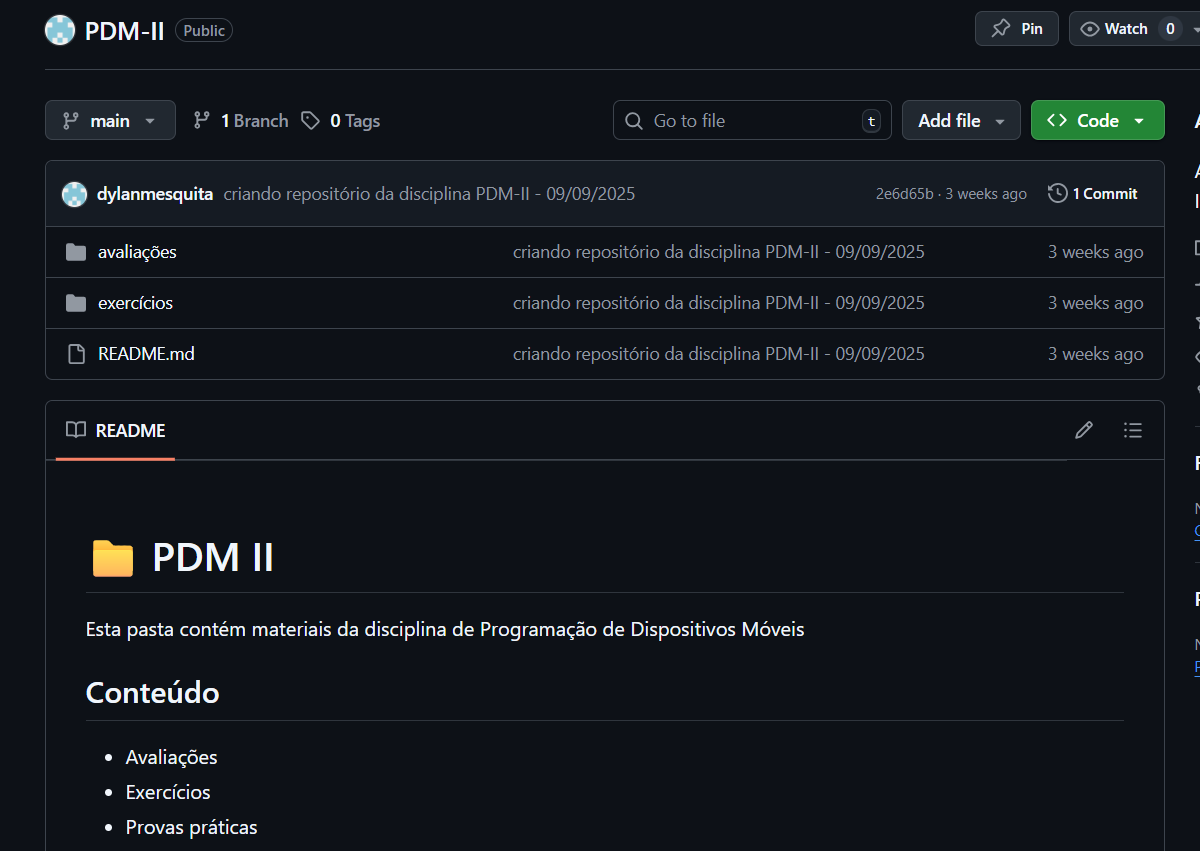 PDM-II Public Pin Watch 0
main 1 Branch 0 Tags Go to file t Add file Code
dylanmesquita criando repositório da disciplina PDM-II - 09/09/2025 2e6d65b · 3 weeks ago 1 Commit
avaliações criando repositório da disciplina PDM-II - 09/09/2025 3 weeks ago
exercícios criando repositório da disciplina PDM-II - 09/09/2025 3 weeks ago
README.md criando repositório da disciplina PDM-II - 09/09/2025 3 weeks ago
README
PDM II
Esta pasta contém materiais da disciplina de Programação de Dispositivos Móveis
Conteúdo
• Avaliações
• Exercícios
• Provas práticas